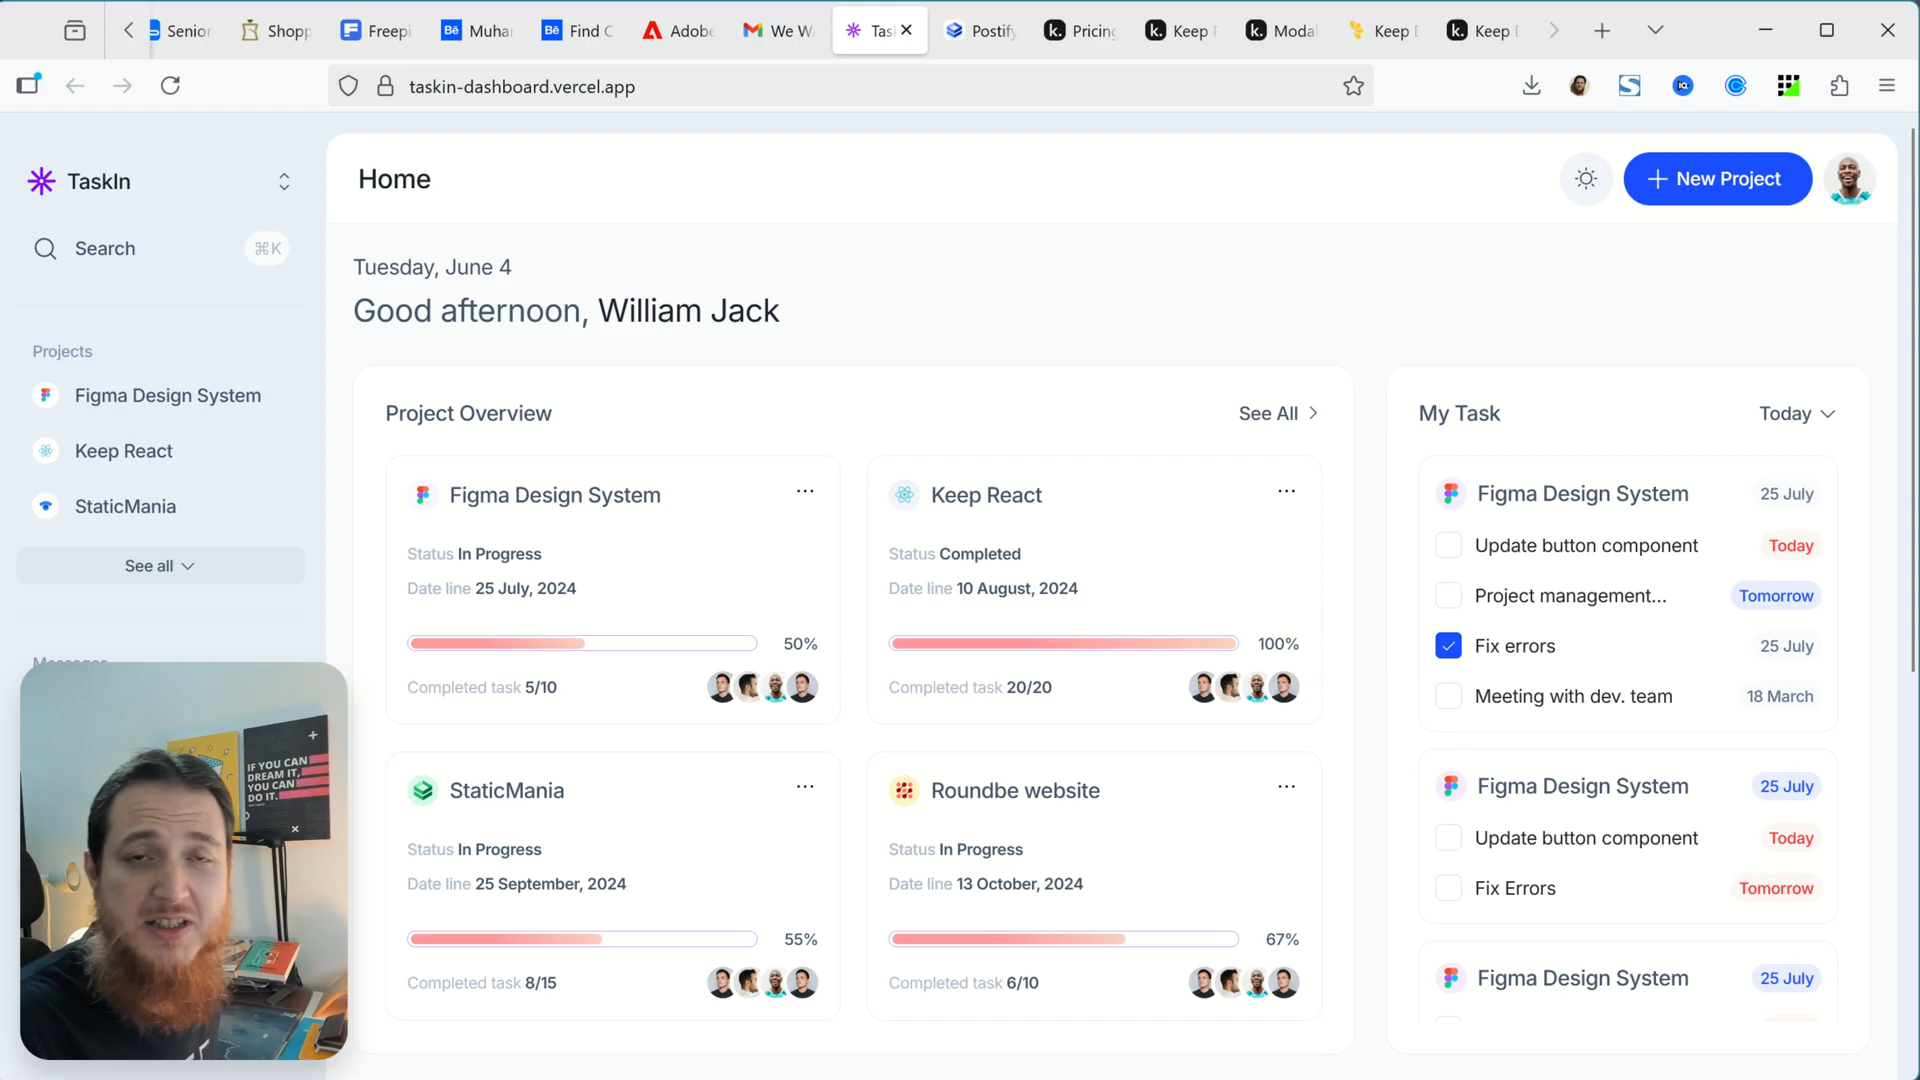 Senior
Shopp
Freepi
Bē Muhar
Bē Find C
Adobe
We W
Tas
Postify
k. Pricing
k. Keep
k. Modal
Keep
k. Keep
taskin-dashboard.vercel.app
TaskIn
Search
⌘K
Projects
Figma Design System
Keep React
StaticMania
See all
Messages
Home
+ New Project
Tuesday, June 4
Good afternoon, William Jack
Project Overview
See All
Figma Design System
Status In Progress
Date line 25 July, 2024
50%
Completed task 5/10
Keep React
Status Completed
Date line 10 August, 2024
100%
Completed task 20/20
StaticMania
Status In Progress
Date line 25 September, 2024
55%
Completed task 8/15
Roundbe website
Status In Progress
Date line 13 October, 2024
67%
Completed task 6/10
My Task
Today
Figma Design System 25 July
Update button component Today
Project management... Tomorrow
Fix errors 25 July
Meeting with dev. team 18 March
Figma Design System 25 July
Update button component Today
Fix Errors Tomorrow
Figma Design System 25 July
IF YOU CAN
DREAM IT,
YOU CAN
DO IT.